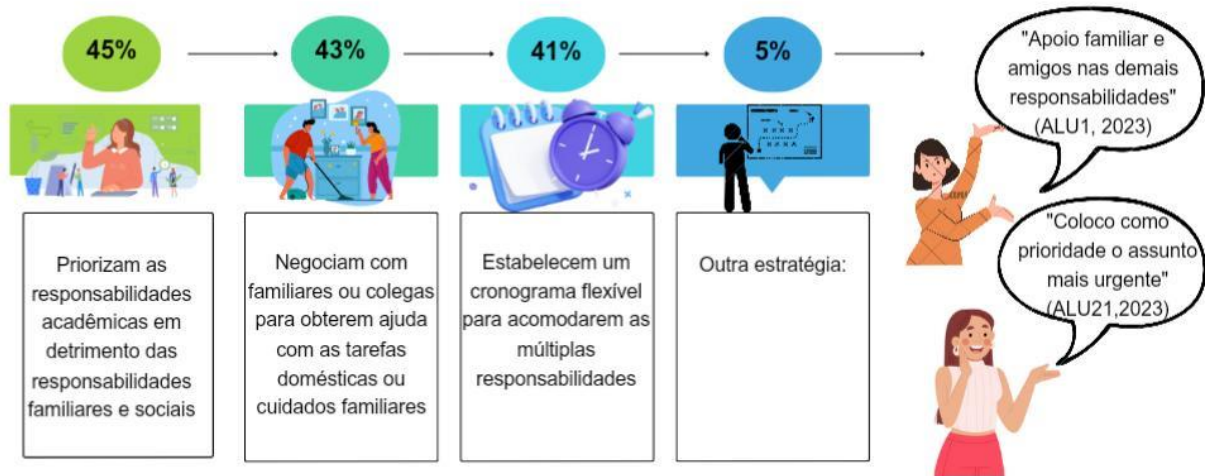 45%
43%
41%
5%
Priorizam as
responsabilidades
acadêmicas em
detrimento das
responsabilidades
familiares e sociais
Negociam com
familiares ou colegas
para obterem ajuda
com as tarefas
domésticas ou
cuidados familiares
Estabelecem um
cronograma flexível
para acomodarem as
múltiplas
responsabilidades
Outra estratégia:
"Apoio familiar e
amigos nas demais
responsabilidades"
(ALU1, 2023)
"Coloco como
prioridade o assunto
mais urgente"
(ALU21,2023)